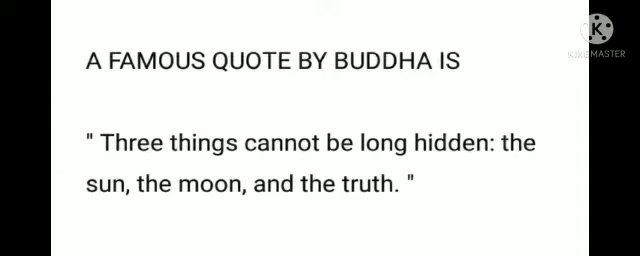 A FAMOUS QUOTE BY BUDDHA IS
" Three things cannot be long hidden: the
sun, the moon, and the truth. "
K
KINEMASTER